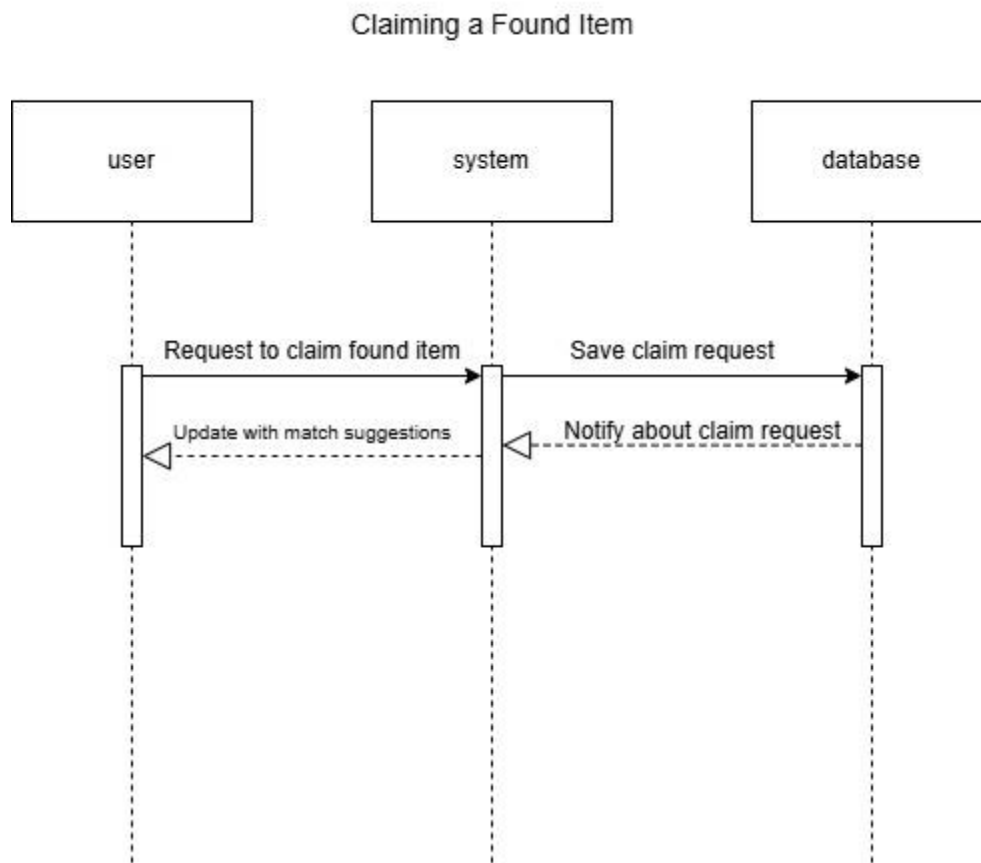 Claiming a Found Item
user
system
database
Request to claim found item
Save claim request
Update with match suggestions
Notify about claim request